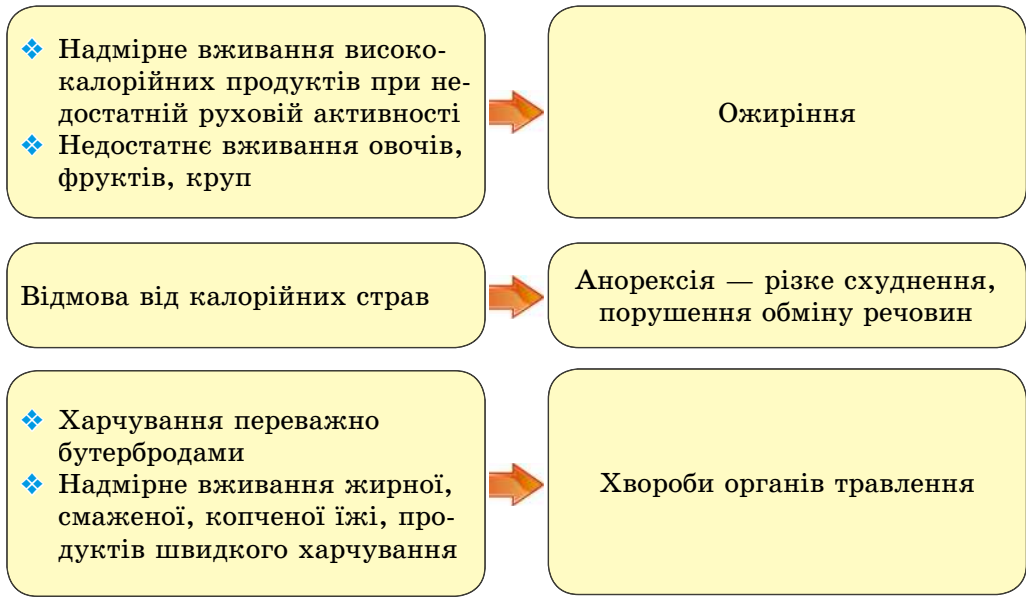 ❖ Надмірне вживання високо-
калорійних продуктів при не-
достатній руховій активності
❖ Недостатнє вживання овочів,
фруктів, круп
Ожиріння
Відмова від калорійних страв
Анорексія — різке схуднення,
порушення обміну речовин
❖ Харчування переважно
бутербродами
❖ Надмірне вживання жирної,
смаженої, копченої їжі, про-
дуктів швидкого харчування
Хвороби органів травлення